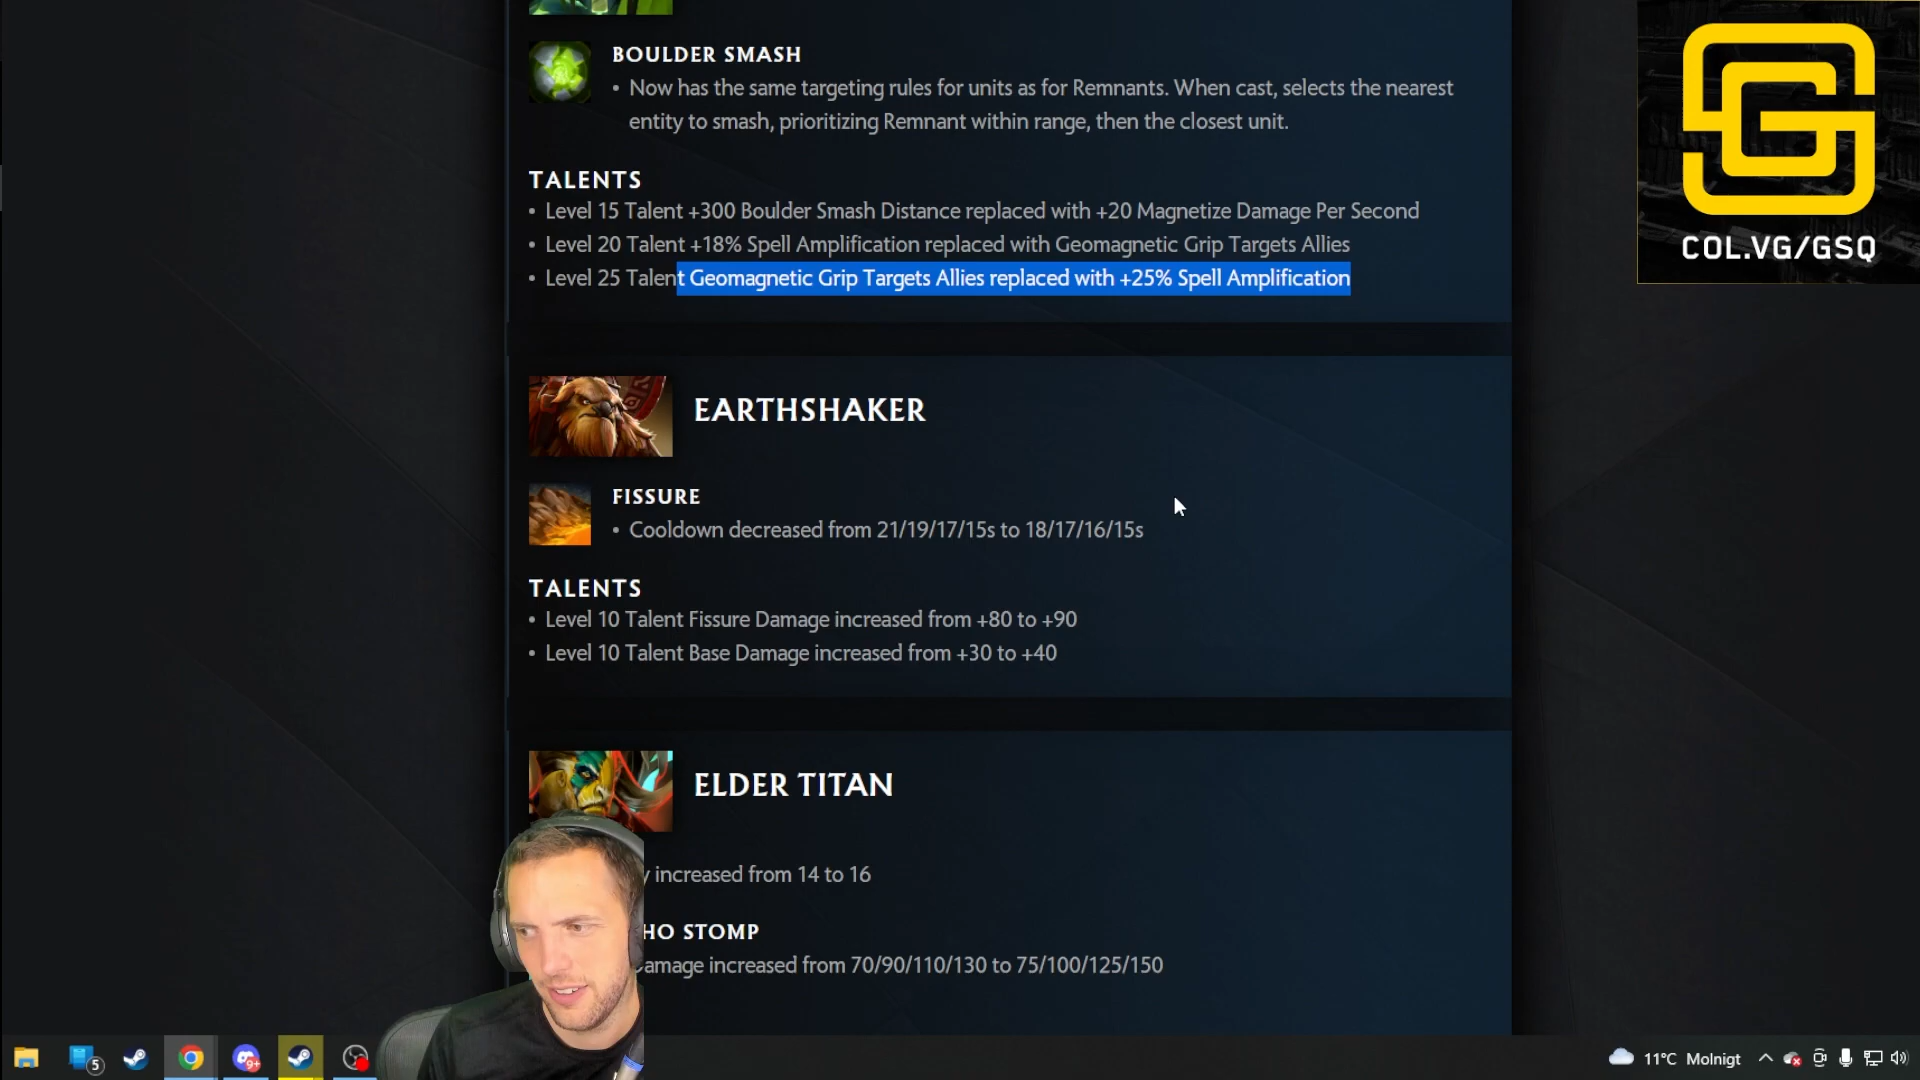 BOULDER SMASH
• Now has the same targeting rules for units as for Remnants. When cast, selects the nearest
entity to smash, prioritizing Remnant within range, then the closest unit.
TALENTS
• Level 15 Talent +300 Boulder Smash Distance replaced with +20 Magnetize Damage Per Second
• Level 20 Talent +18% Spell Amplification replaced with Geomagnetic Grip Targets Allies
• Level 25 Talent Geomagnetic Grip Targets Allies replaced with +25% Spell Amplification
COL.VG/GSQ
EARTHSHAKER
FISSURE
• Cooldown decreased from 21/19/17/15s to 18/17/16/15s
TALENTS
• Level 10 Talent Fissure Damage increased from +80 to +90
• Level 10 Talent Base Damage increased from +30 to +40
ELDER TITAN
increased from 14 to 16
HO STOMP
amage increased from 70/90/110/130 to 75/100/125/150
5
9+
11°C Molnigt